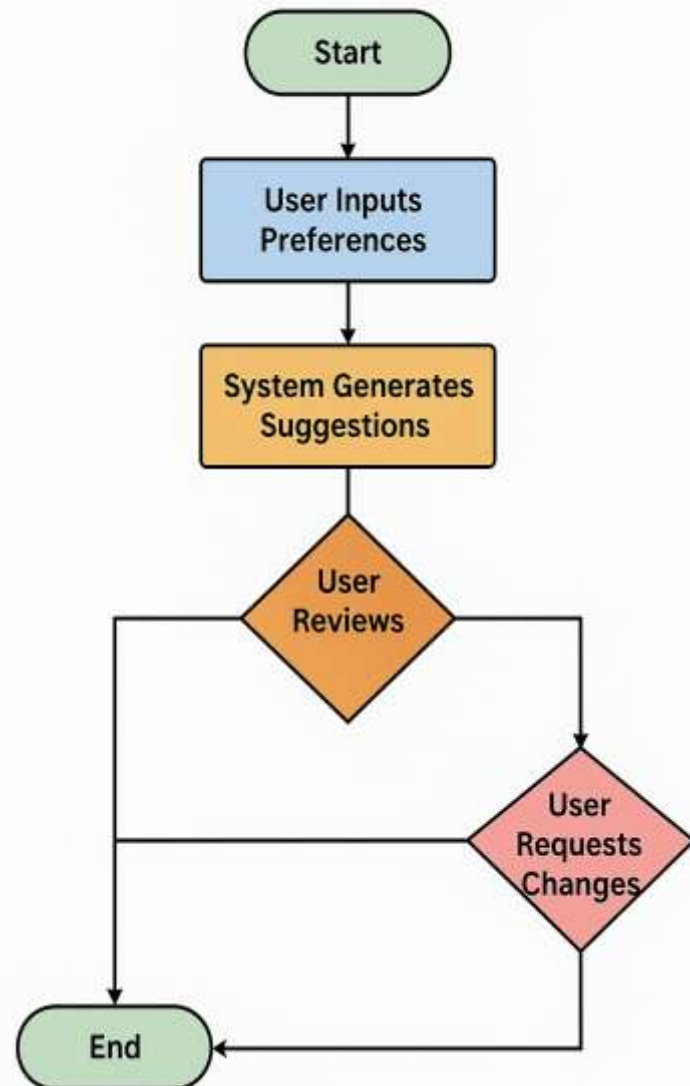 Start
User Inputs
Preferences
System Generates
Suggestions
User
Reviews
User
Requests
Changes
End